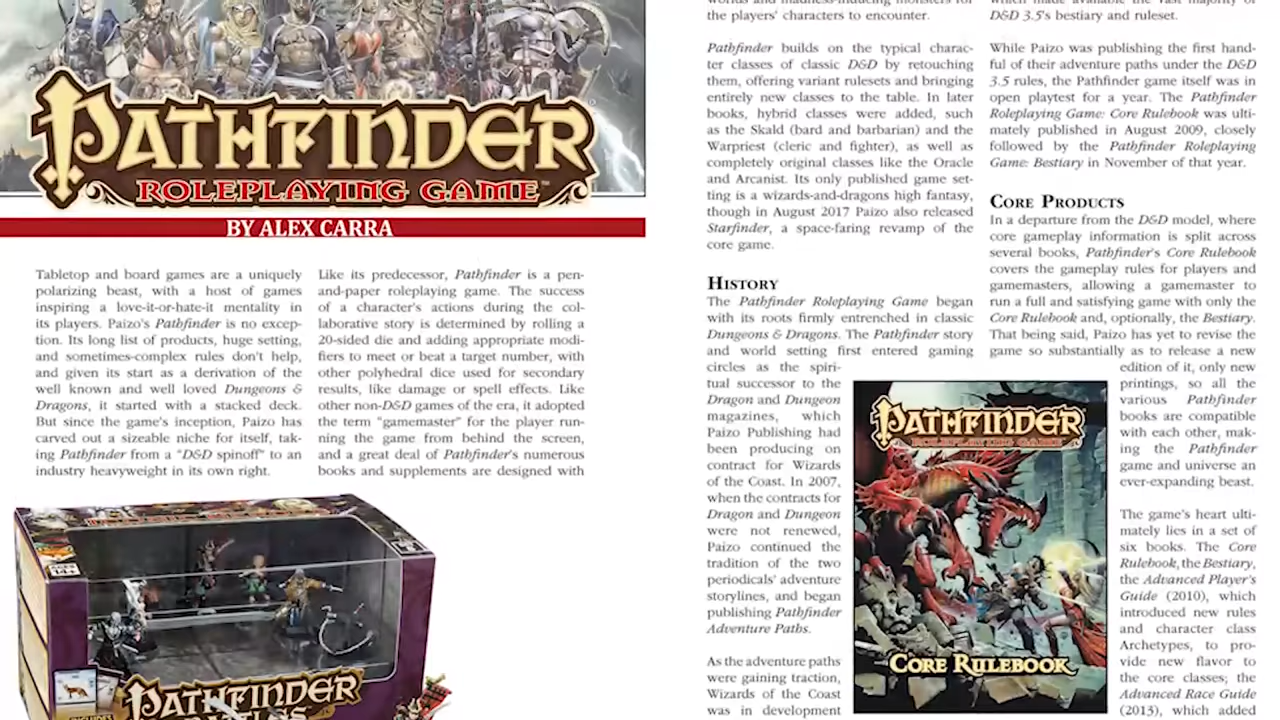 PATHFINDER
ROLEPLAYING GAME
BY ALEX CARRA
Tabletop and board games are a uniquely
polarizing beast, with a host of games
inspiring a love-it-or-hate-it mentality in
its players. Paizo's Pathfinder is no excep-
tion. Its long list of products, huge setting,
and sometimes-complex rules don't help,
and given its start as a derivation of the
well known and well loved Dungeons &
Dragons, it started with a stacked deck.
But since the game's inception, Paizo has
carved out a sizeable niche for itself, tak-
ing Pathfinder from a "D&D spinoff" to an
industry heavyweight in its own right.
Like its predecessor, Pathfinder is a pen-
and-paper roleplaying game. The success
of a character's actions during the col-
laborative story is determined by rolling a
20-sided die and adding appropriate modi-
fiers to meet or beat a target number, with
other polyhedral dice used for secondary
results, like damage or spell effects. Like
other non-D&D games of the era, it adopted
the term "gamemaster" for the player run-
ning the game from behind the screen,
and a great deal of Pathfinder's numerous
books and supplements are designed with
AGES
14+
PATHFINDER
BATTLES
INCLUDES
worlds and madness-inducing monsters for
the players' characters to encounter.
Pathfinder builds on the typical charac-
ter classes of classic D&D by retouching
them, offering variant rulesets and bringing
entirely new classes to the table. In later
books, hybrid classes were added, such
as the Skald (bard and barbarian) and the
Warpriest (cleric and fighter), as well as
completely original classes like the Oracle
and Arcanist. Its only published game set-
ting is a wizards-and-dragons high fantasy,
though in August 2017 Paizo also released
Starfinder, a space-faring revamp of the
core game.
HISTORY
The Pathfinder Roleplaying Game began
with its roots firmly entrenched in classic
Dungeons & Dragons. The Pathfinder story
and world setting first entered gaming
circles as the spiri-
tual successor to the
Dragon and Dungeon
magazines, which
Paizo Publishing had
been producing on
contract for Wizards
of the Coast. In 2007,
when the contracts for
Dragon and Dungeon
were not renewed,
Paizo continued the
tradition of the two
periodicals' adventure
storylines, and began
publishing Pathfinder
Adventure Paths.
As the adventure paths
were gaining traction,
Wizards of the Coast
was in development
which made available the vast majority of
D&D 3.5's bestiary and ruleset.
While Paizo was publishing the first hand-
ful of their adventure paths under the D&D
3.5 rules, the Pathfinder game itself was in
open playtest for a year. The Pathfinder
Roleplaying Game: Core Rulebook was ulti-
mately published in August 2009, closely
followed by the Pathfinder Roleplaying
Game: Bestiary in November of that year.
CORE PRODUCTS
In a departure from the D&D model, where
core gameplay information is split across
several books, Pathfinder's Core Rulebook
covers the gameplay rules for players and
gamemasters, allowing a gamemaster to
run a full and satisfying game with only the
Core Rulebook and, optionally, the Bestiary.
That being said, Paizo has yet to revise the
game so substantially as to release a new
edition of it, only new
printings, so all the
various Pathfinder
books are compatible
with each other, mak-
ing the Pathfinder
game and universe an
ever-expanding beast.
The game's heart ulti-
mately lies in a set of
six books. The Core
Rulebook, the Bestiary,
the Advanced Player's
Guide (2010), which
introduced new rules
and character class
Archetypes, to pro-
vide new flavor to
the core classes; the
Advanced Race Guide
(2013), which added
PATHFINDER
ROLEPLAYING GAME
CORE RULEBOOK